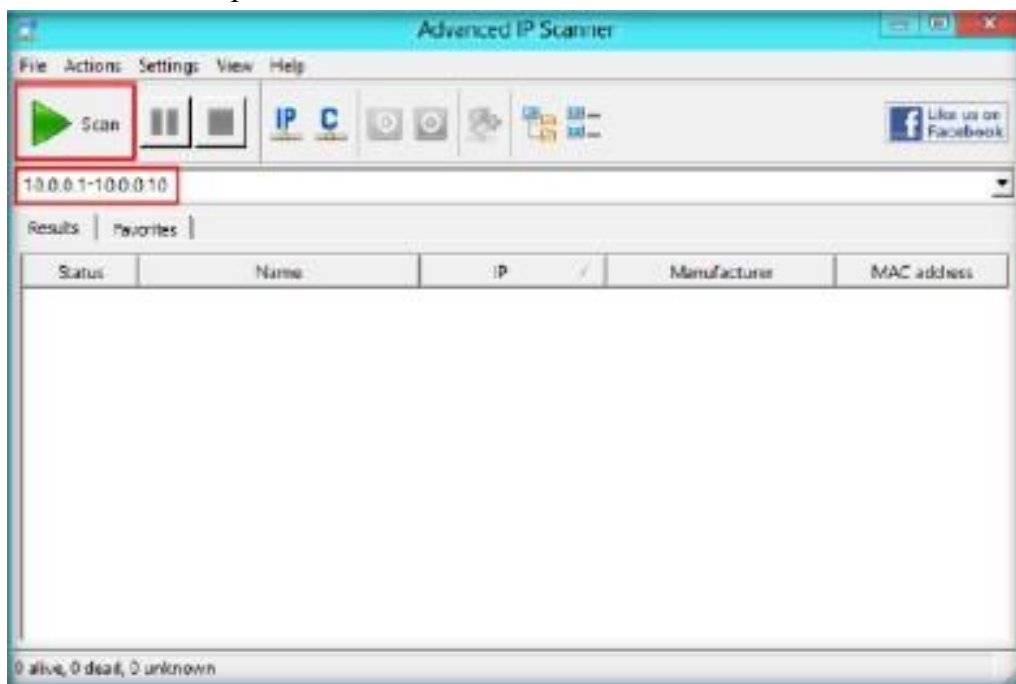 Advanced IP Scanner
File Actions Settings View Help
Scan IP C Like us on Facebook
10.0.0.1-10.0.0.10
Results Favorites
Status Name IP Manufacturer MAC address
0 alive, 0 dead, 0 unknown